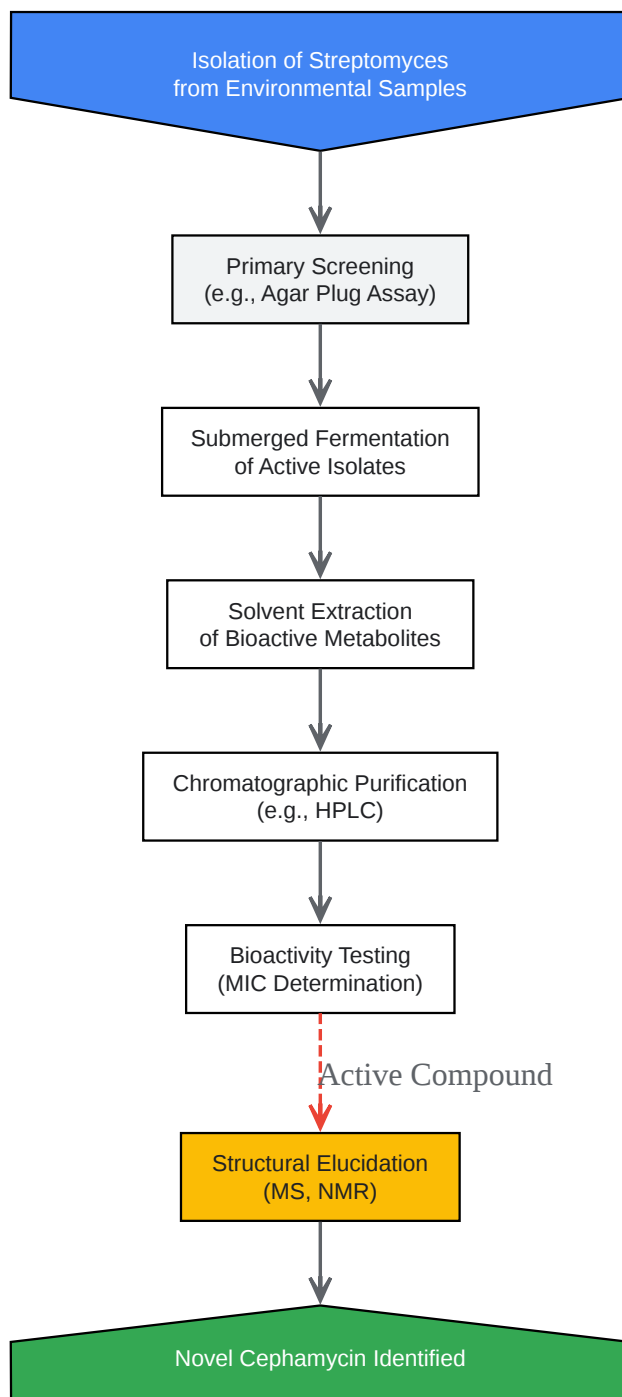 Isolation of Streptomyces
from Environmental Samples
Primary Screening
(e.g., Agar Plug Assay)
Submerged Fermentation
of Active Isolates
Solvent Extraction
of Bioactive Metabolites
Chromatographic Purification
(e.g., HPLC)
Bioactivity Testing
(MIC Determination)
Active Compound
Structural Elucidation
(MS, NMR)
Novel Cephamycin Identified